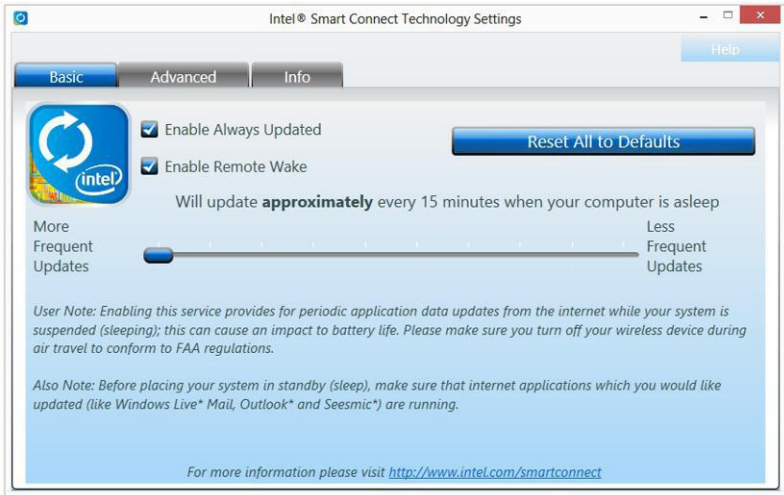 Intel® Smart Connect Technology Settings
Help
Basic Advanced Info
Enable Always Updated
Reset All to Defaults
Enable Remote Wake
intel
Will update approximately every 15 minutes when your computer is asleep
More
Frequent
Updates
Less
Frequent
Updates
User Note: Enabling this service provides for periodic application data updates from the internet while your system is
suspended (sleeping); this can cause an impact to battery life. Please make sure you turn off your wireless device during
air travel to conform to FAA regulations.
Also Note: Before placing your system in standby (sleep), make sure that internet applications which you would like
updated (like Windows Live* Mail, Outlook* and Seesmic*) are running.
For more information please visit http://www.intel.com/smartconnect